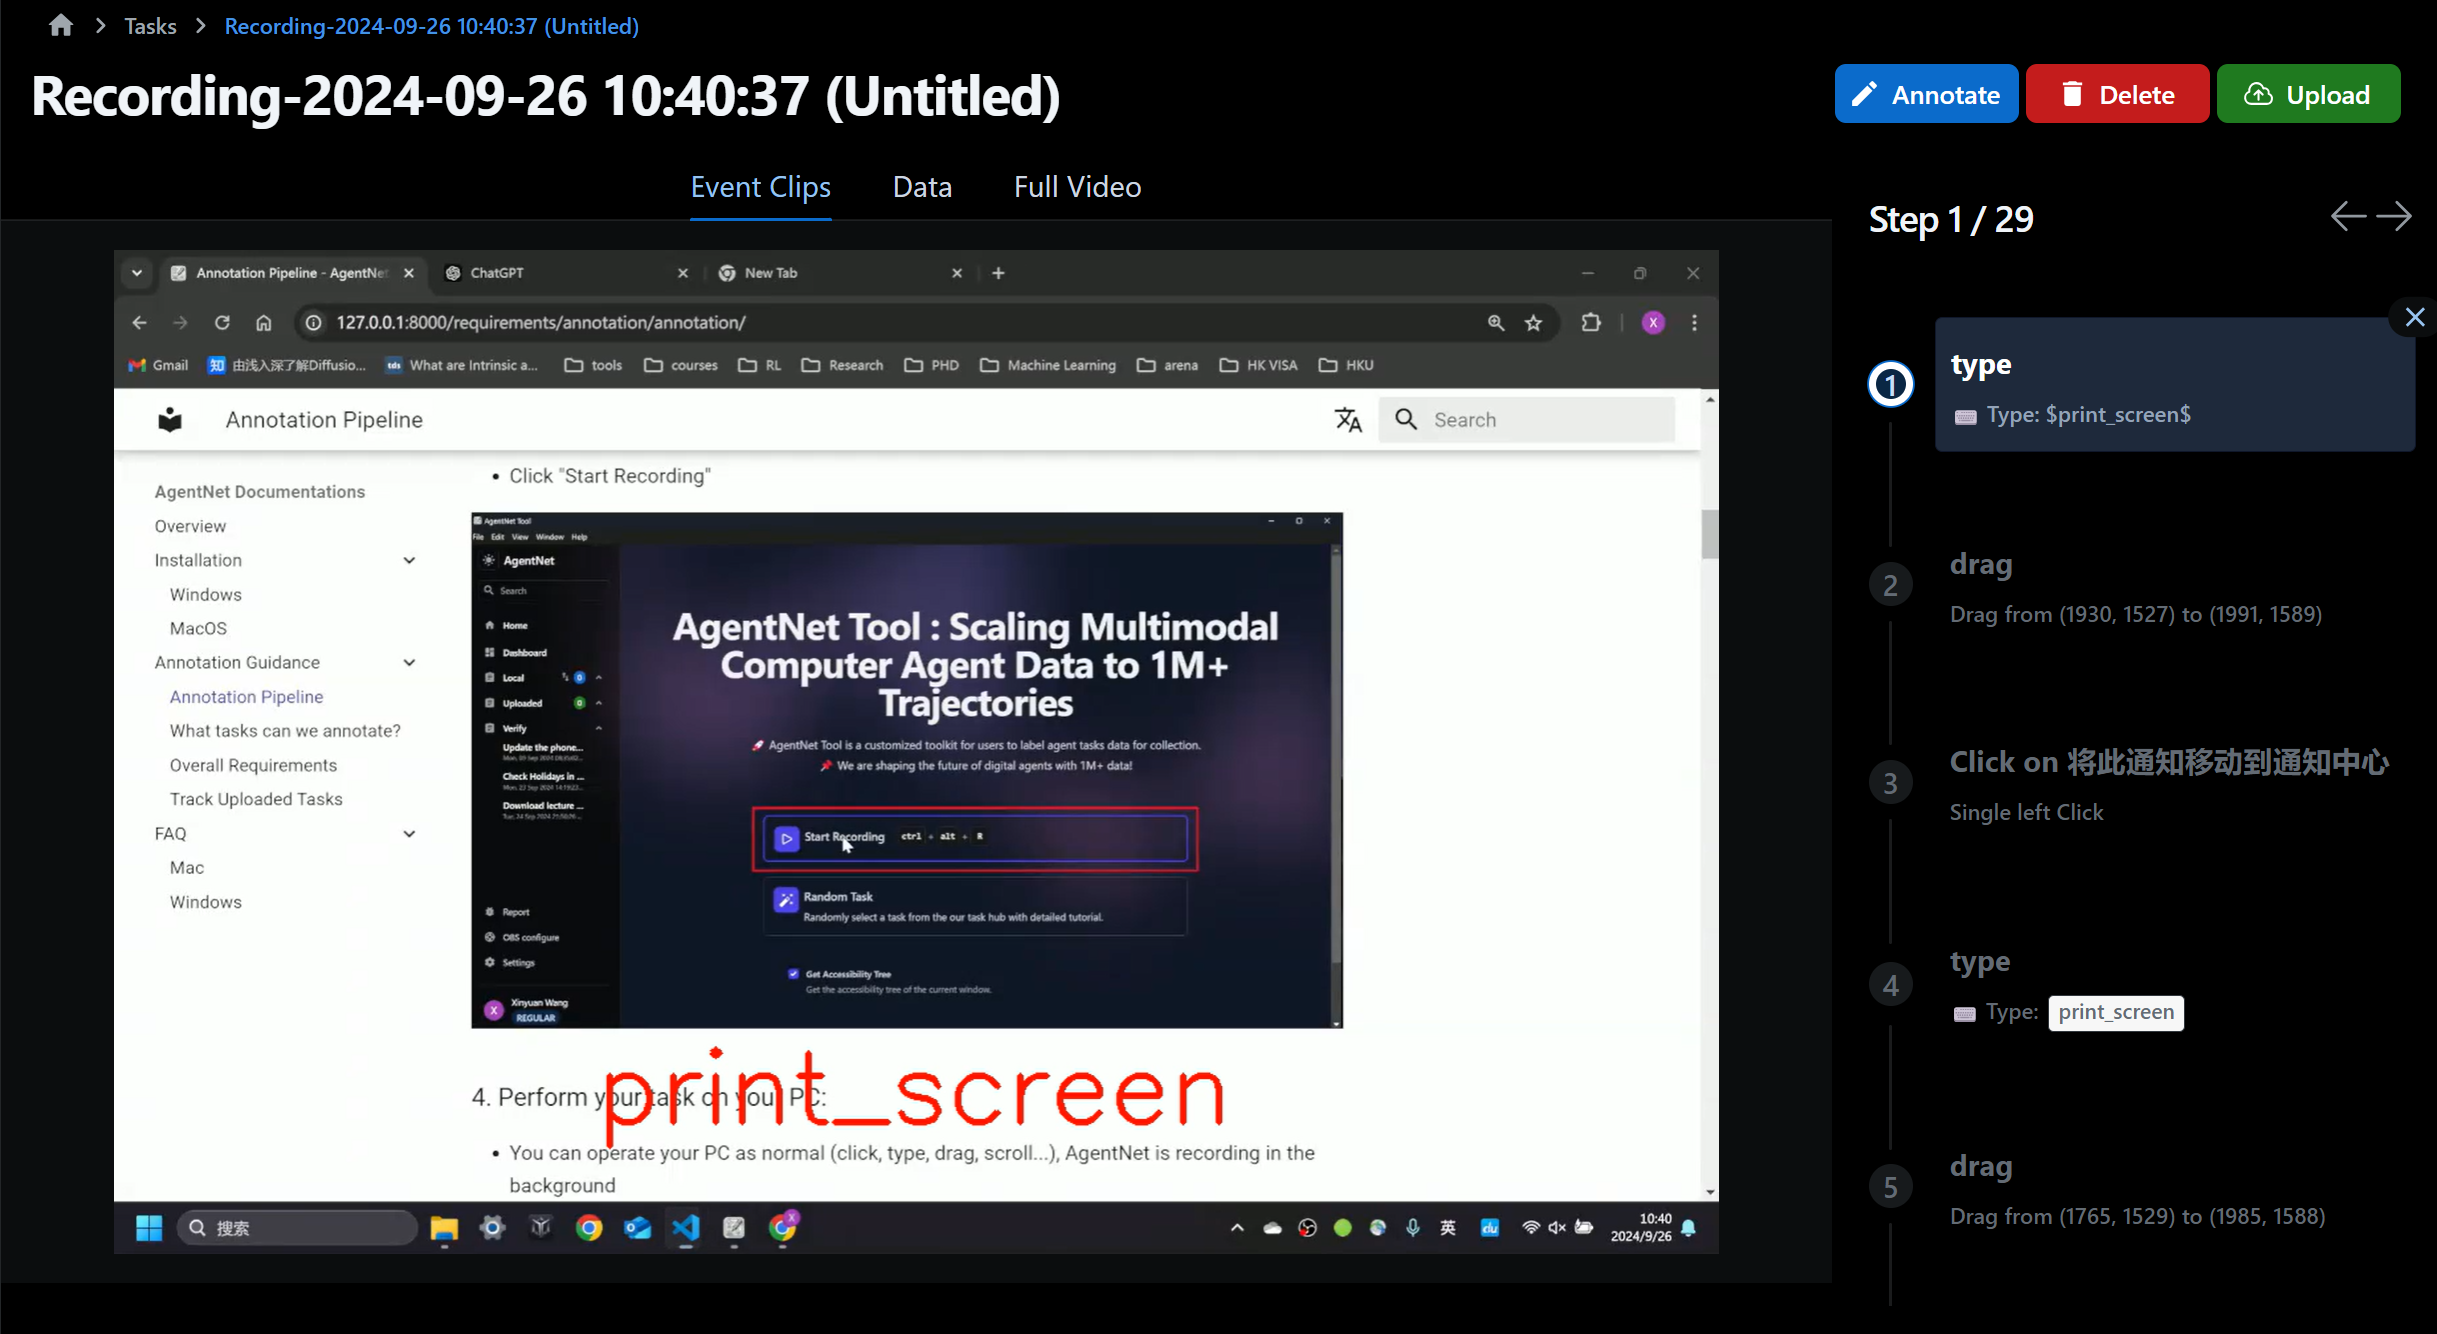 Tasks
Recording-2024-09-26 10:40:37 (Untitled)
Recording-2024-09-26 10:40:37 (Untitled)
Annotate
Delete
Upload
Event Clips
Data
Full Video
Annotation Pipeline - AgentNe
ChatGPT
New Tab
127.0.0.1:8000/requirements/annotation/annotation/
X
Gmail
知 由浅入深了解Diffusio...
tds What are Intrinsic a...
tools
courses
RL
Research
PHD
Machine Learning
arena
HK VISA
HKU
Annotation Pipeline
Search
AgentNet Documentations
Overview
Installation
Windows
MacOS
Annotation Guidance
Annotation Pipeline
What tasks can we annotate?
Overall Requirements
Track Uploaded Tasks
FAQ
Mac
Windows
• Click "Start Recording"
AgentNet Tool
File Edit View Window Help
AgentNet
Search
Home
Dashboard
Local 0
Uploaded 0
Verify
Update the phone...
Check Holidays in ...
Download lecture ...
Report
OBS configure
Settings
X Xinyuan Wang
REGULAR
AgentNet Tool : Scaling Multimodal
Computer Agent Data to 1M+
Trajectories
AgentNet Tool is a customized toolkit for users to label agent tasks data for collection.
We are shaping the future of digital agents with 1M+ data!
Start Recording ctrl + alt + R
Random Task
Randomly select a task from the our task hub with detailed tutorial.
Get Accessibility Tree
Get the accessibility tree of the current window.
print_screen
4. Perform your task on your PC:
• You can operate your PC as normal (click, type, drag, scroll...), AgentNet is recording in the
background
搜索
英
du
10:40
2024/9/26
Step 1 / 29
1
type
Type: $print_screen$
2
drag
Drag from (1930, 1527) to (1991, 1589)
3
Click on 将此通知移动到通知中心
Single left Click
4
type
Type: print_screen
5
drag
Drag from (1765, 1529) to (1985, 1588)